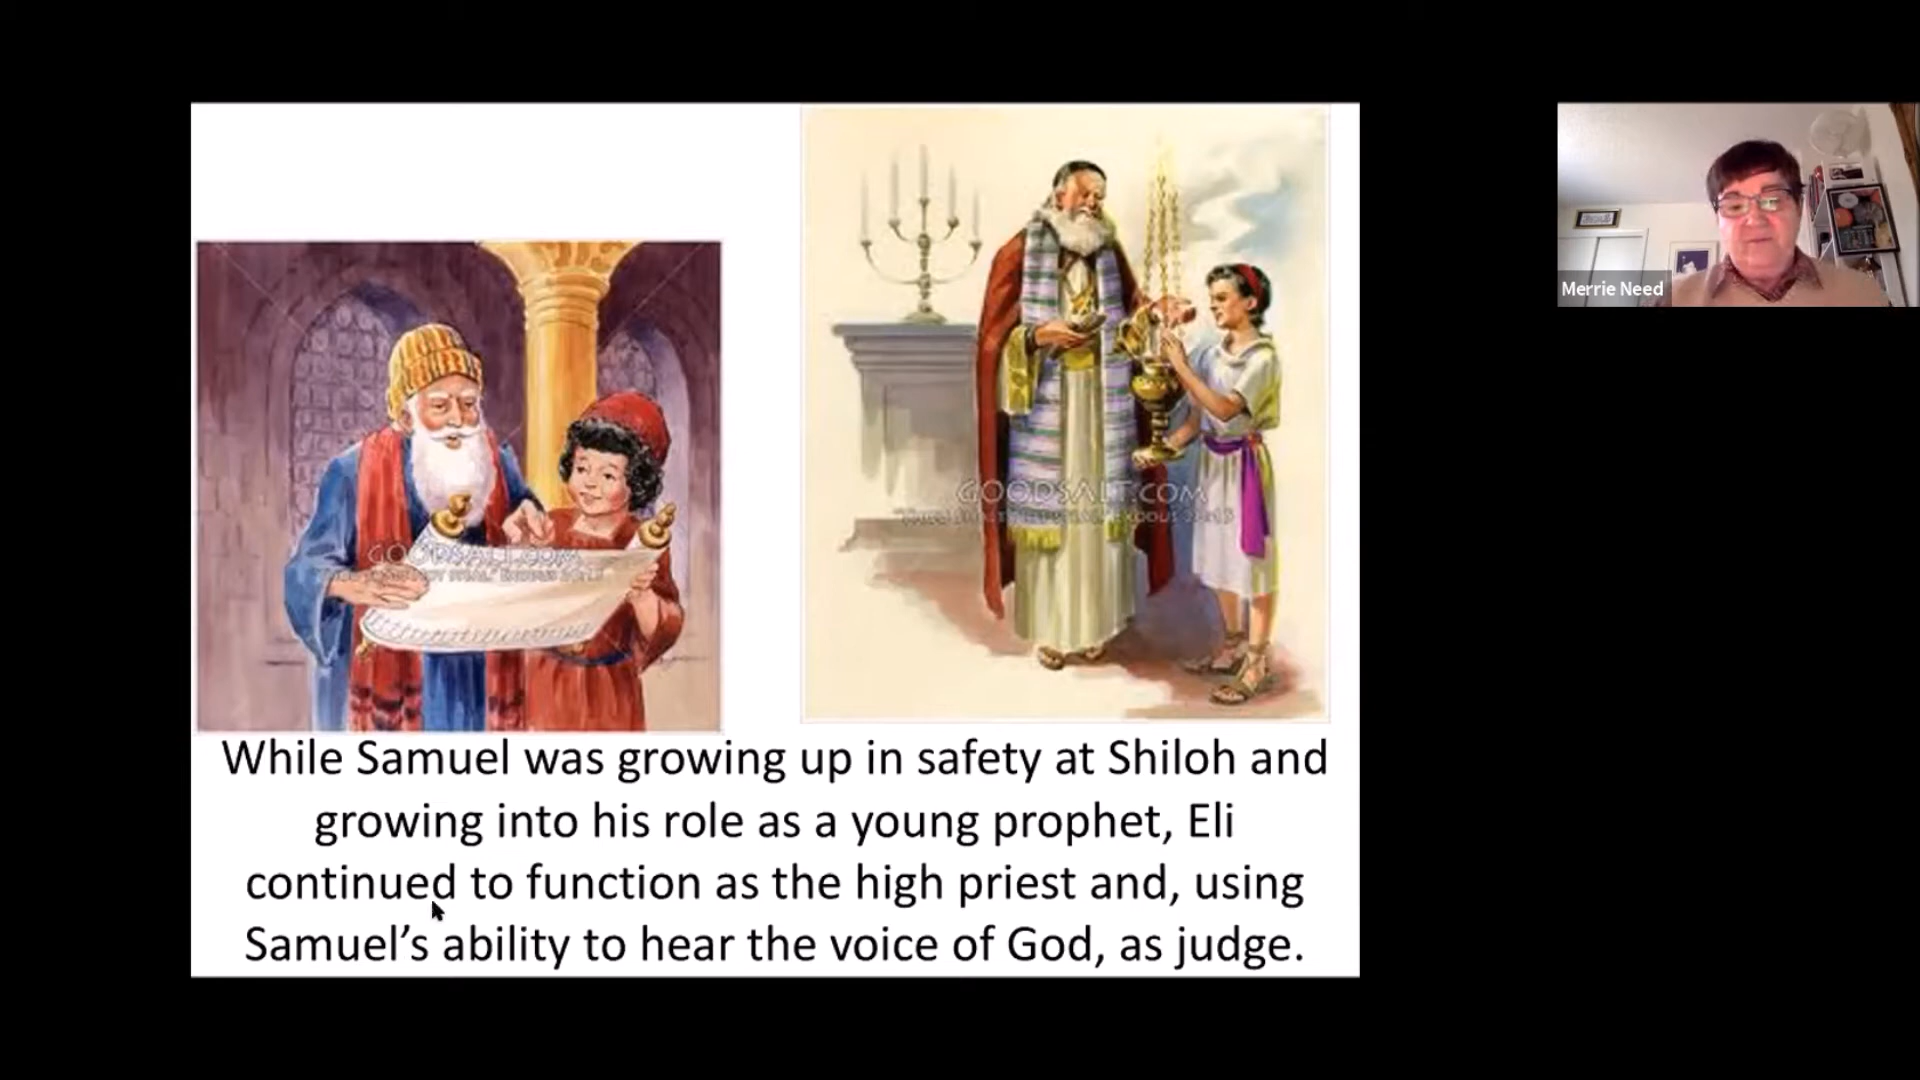 GOODSALT.COM
GOODSALT.COM
Merrie Need
While Samuel was growing up in safety at Shiloh and
growing into his role as a young prophet, Eli
continued to function as the high priest and, using
Samuel’s ability to hear the voice of God, as judge.